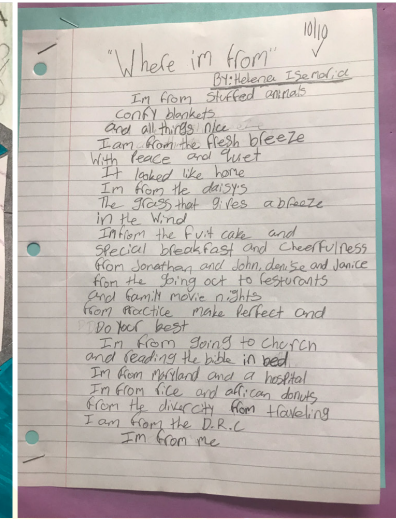 10/10
"Where im from"
By: Helena Isemoria
Im from stuffed animals
comfy blankets
and all things nice
I am from the fresh breeze
With Peace and quiet
It looked like home
Im from the daisys
The grass that gives a breeze
in the wind
Im from the fruit cake and
special breakfast and cheerfulness
from Jonathan and John, denise and Janice
from the going out to resturants
and family movie nights
from Practice make Perfect and
Do Your best
Im from going to church
and reading the bible in bed
Im from Maryland and a hospital
Im from rice and african donuts
from the divercity from traveling
I am from the D.R.C
Im from me